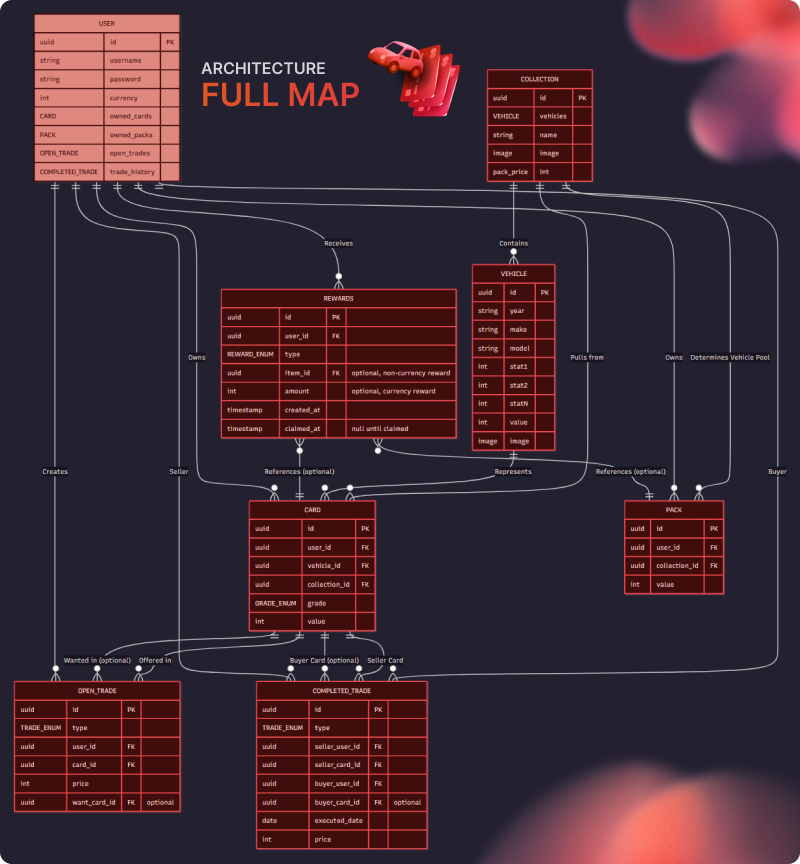 ARCHITECTURE
FULL MAP
USER
uuid id PK
string username
string password
int currency
CARD owned_cards
PACK owned_packs
OPEN_TRADE open_trades
COMPLETED_TRADE trade_history
COLLECTION
uuid id PK
VEHICLE vehicles
string name
image image
pack_price int
Receives
Contains
VEHICLE
uuid id PK
string year
string make
string model
int stat1
int stat2
int statN
int value
image image
REWARDS
uuid id PK
uuid user_id FK
REWARD_ENUM type
uuid item_id FK optional, non-currency reward
int amount optional, currency reward
timestamp created_at
timestamp claimed_at null until claimed
Owns
Pulls from
Owns
Determines Vehicle Pool
Creates
Seller
References (optional)
Represents
References (optional)
Buyer
CARD
uuid id PK
uuid user_id FK
uuid vehicle_id FK
uuid collection_id FK
GRADE_ENUM grade
int value
PACK
uuid id PK
uuid user_id FK
uuid collection_id FK
int value
Wanted in (optional)
Offered in
Buyer Card (optional)
Seller Card
OPEN_TRADE
uuid id PK
TRADE_ENUM type
uuid user_id FK
uuid card_id FK
int price
uuid want_card_id FK optional
COMPLETED_TRADE
uuid id PK
TRADE_ENUM type
uuid seller_user_id FK
uuid seller_card_id FK
uuid buyer_user_id FK
uuid buyer_card_id FK optional
date executed_date
int price